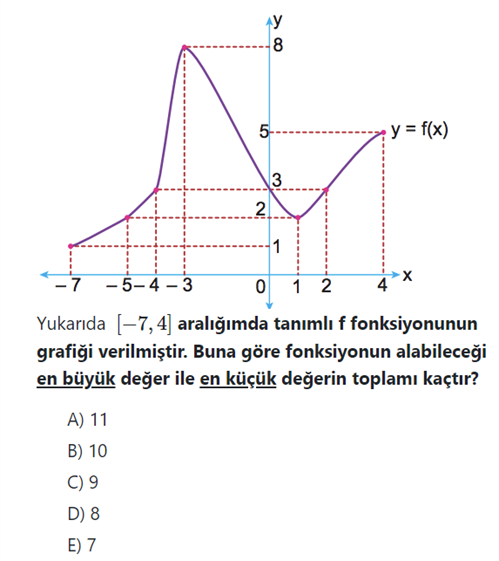 y
8
5
y = f(x)
3
2
1
– 7 – 5 – 4 – 3 0 1 2 4 x
Yukarıda [−7, 4] aralığımda tanımlı f fonksiyonunun
grafiği verilmiştir. Buna göre fonksiyonun alabileceği
en büyük değer ile en küçük değerin toplamı kaçtır?
A) 11
B) 10
C) 9
D) 8
E) 7